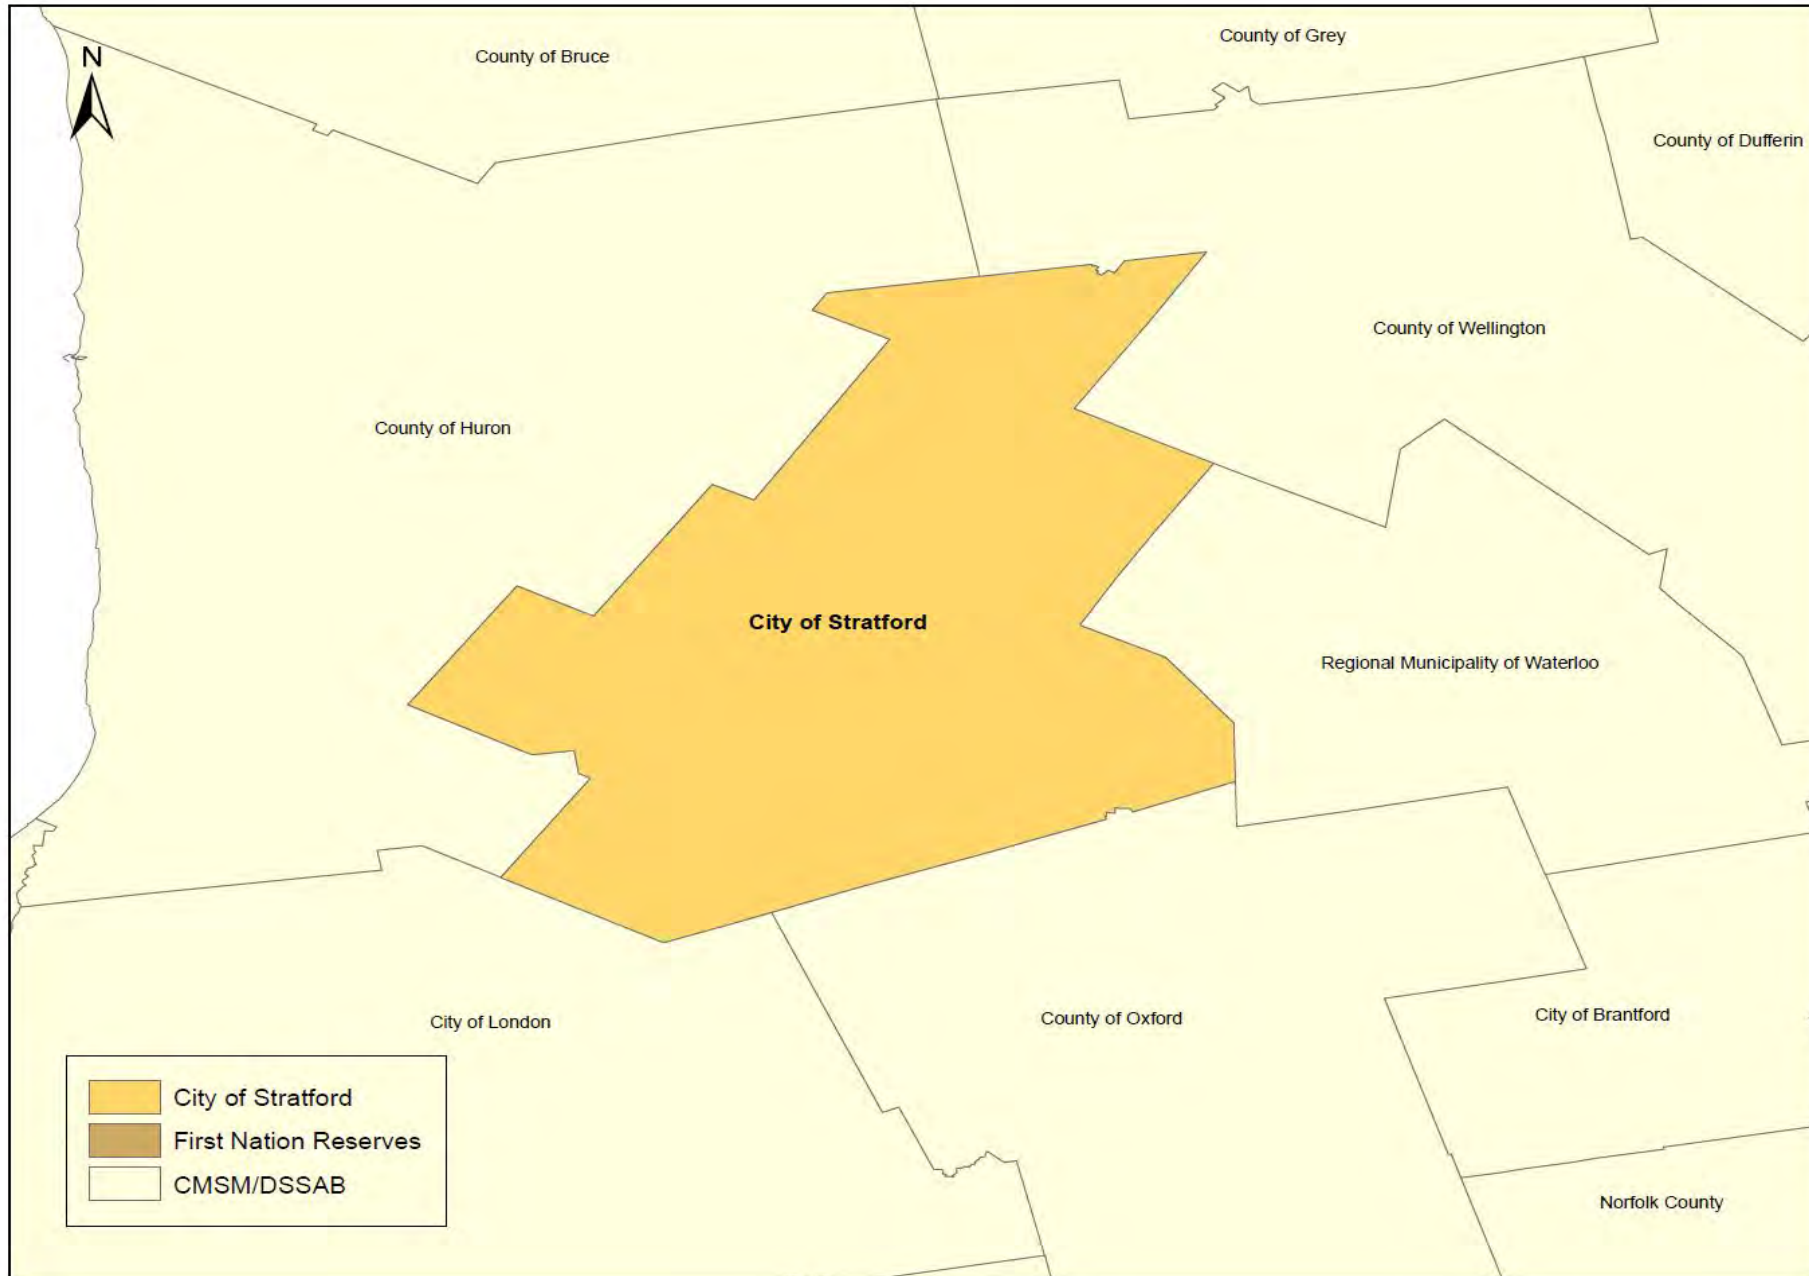 County of Grey
County of Bruce
N
County of Dufferin
County of Wellington
County of Huron
City of Stratford
Regional Municipality of Waterloo
City of Brantford
County of Oxford
City of London
City of Stratford
First Nation Reserves
CMSM/DSSAB
Norfolk County